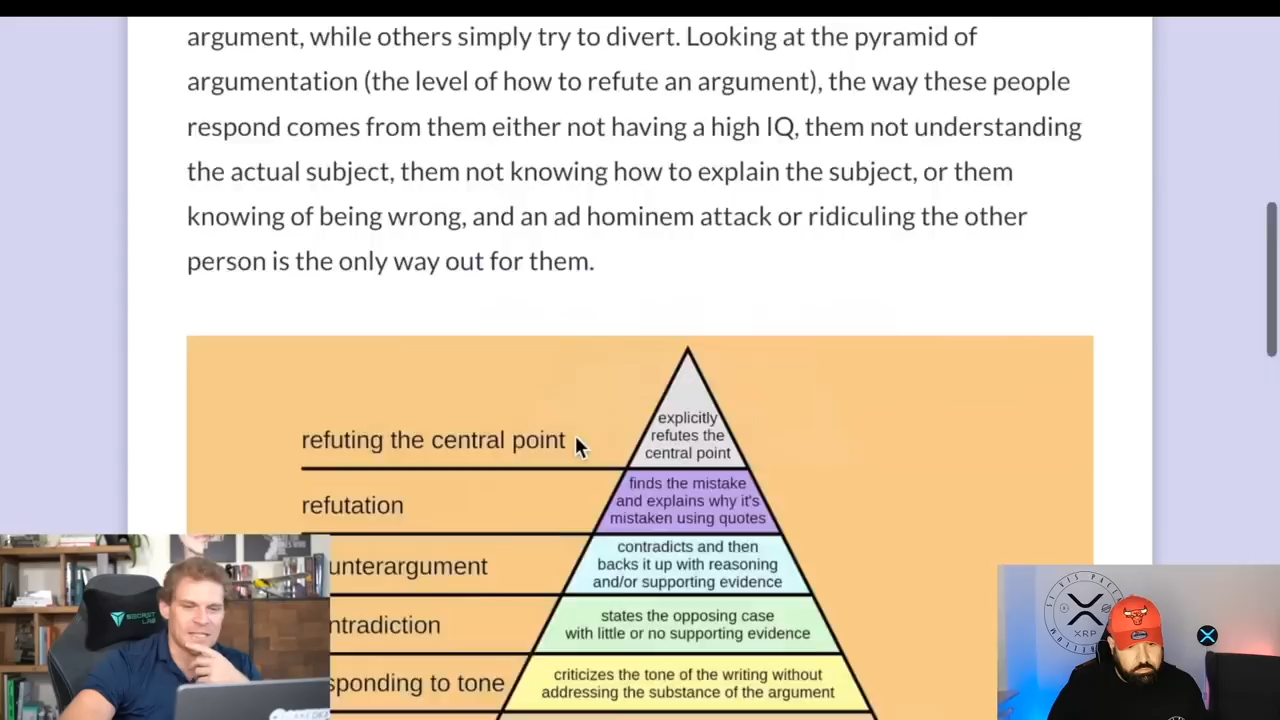 argument, while others simply try to divert. Looking at the pyramid of
argumentation (the level of how to refute an argument), the way these people
respond comes from them either not having a high IQ, them not understanding
the actual subject, them not knowing how to explain the subject, or them
knowing of being wrong, and an ad hominem attack or ridiculing the other
person is the only way out for them.
explicitly
refutes the
central point
refuting the central point
finds the mistake
and explains why it's
mistaken using quotes
refutation
contradicts and then
backs it up with reasoning
and/or supporting evidence
unterargument
states the opposing case
with little or no supporting evidence
ntradiction
criticizes the tone of the writing without
addressing the substance of the argument
sponding to tone
SECRET
LAB
XRP